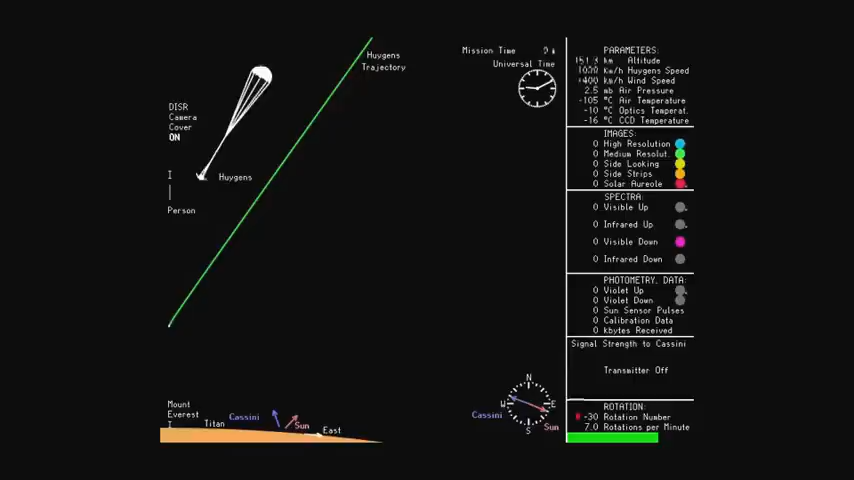 Huygens
Trajectory
DISR
Camera
Cover
ON
I
Huygens
Person
Mount
Everest
I
Titan
Cassini
Sun
East
Mission Time 0 m
Universal Time
N
W
E
S
Cassini
Sun
PARAMETERS:
km Altitude
Km/h Huygens Speed
Km/h Wind Speed
2.5 mb Air Pressure
-105 °C Air Temperature
-10 °C Optics Temperat.
-16 °C CCD Temperature
IMAGES:
0 High Resolution
0 Medium Resolut.
0 Side Looking
0 Side Strips
0 Solar Aureole
SPECTRA:
0 Visible Up
0 Infrared Up
0 Visible Down
0 Infrared Down
PHOTOMETRY, DATA:
0 Violet Up
0 Violet Down
0 Sun Sensor Pulses
0 Calibration Data
0 kbytes Received
Signal Strength to Cassini
Transmitter Off
ROTATION:
-30 Rotation Number
7.0 Rotations per Minute